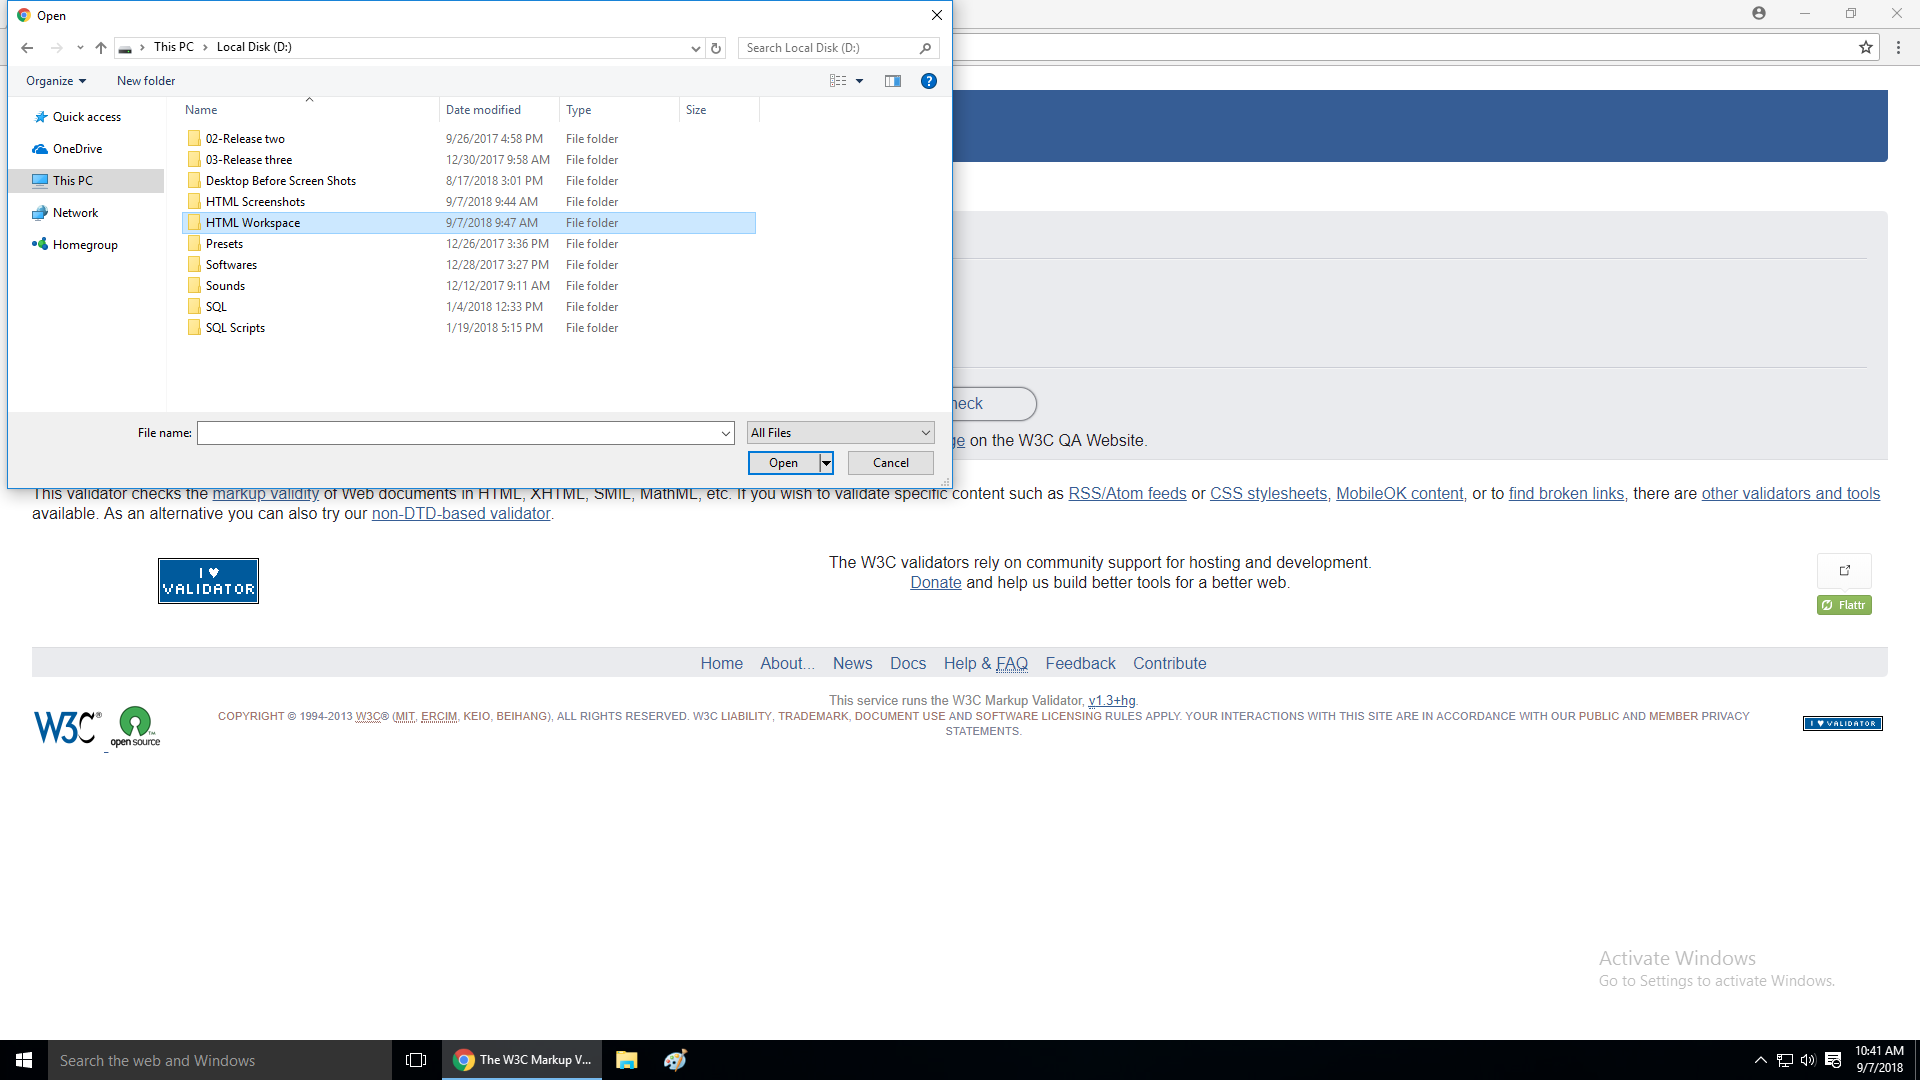 Open
This PC > Local Disk (D:)
Search Local Disk (D:)
Organize
New folder
Quick access
OneDrive
This PC
Network
Homegroup
Name Date modified Type Size
02-Release two 9/26/2017 4:58 PM File folder
03-Release three 12/30/2017 9:58 AM File folder
Desktop Before Screen Shots 8/17/2018 3:01 PM File folder
HTML Screenshots 9/7/2018 9:44 AM File folder
HTML Workspace 9/7/2018 9:47 AM File folder
Presets 12/26/2017 3:36 PM File folder
Softwares 12/28/2017 3:27 PM File folder
Sounds 12/12/2017 9:11 AM File folder
SQL 1/4/2018 12:33 PM File folder
SQL Scripts 1/19/2018 5:15 PM File folder
File name:
All Files
Open
Cancel
on the W3C QA Website.
This validator checks the markup validity of Web documents in HTML, XHTML, SMIL, MathML, etc. If you wish to validate specific content such as RSS/Atom feeds or CSS stylesheets, MobileOK content, or to find broken links, there are other validators and tools
available. As an alternative you can also try our non-DTD-based validator.
I ♥
VALIDATOR
The W3C validators rely on community support for hosting and development.
Donate and help us build better tools for a better web.
Flattr
Home About... News Docs Help & FAQ Feedback Contribute
W3C®
open source
TM
This service runs the W3C Markup Validator, v1.3+hg.
COPYRIGHT © 1994-2013 W3C® (MIT, ERCIM, KEIO, BEIHANG), ALL RIGHTS RESERVED. W3C LIABILITY, TRADEMARK, DOCUMENT USE AND SOFTWARE LICENSING RULES APPLY. YOUR INTERACTIONS WITH THIS SITE ARE IN ACCORDANCE WITH OUR PUBLIC AND MEMBER PRIVACY
STATEMENTS.
I ♥ VALIDATOR
Activate Windows
Go to Settings to activate Windows.
Search the web and Windows
The W3C Markup V...
10:41 AM
9/7/2018